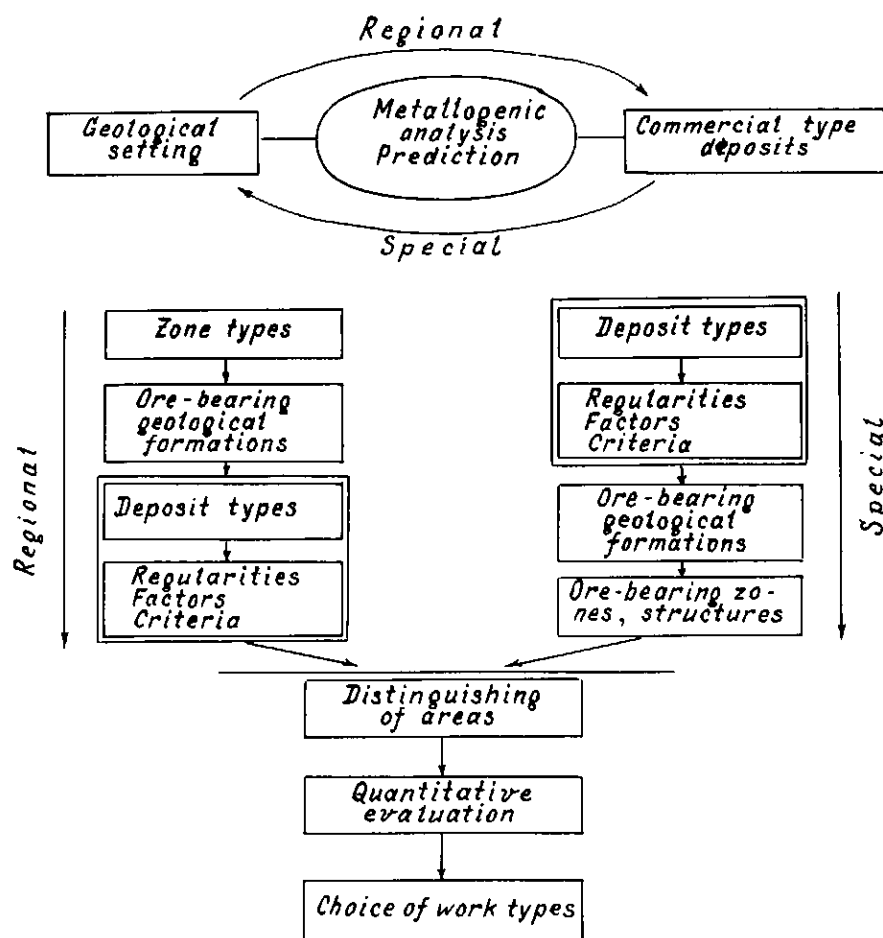 Regional
Geological
setting
Metallogenic
analysis
Prediction
Commercial type
deposits
Special
Regional
Zone types
Ore-bearing
geological
formations
Deposit types
Regularities
Factors
Criteria
Deposit types
Regularities
Factors
Criteria
Ore-bearing
geological
formations
Ore-bearing zo-
nes, structures
Special
Distinguishing
of areas
Quantitative
evaluation
Choice of work types